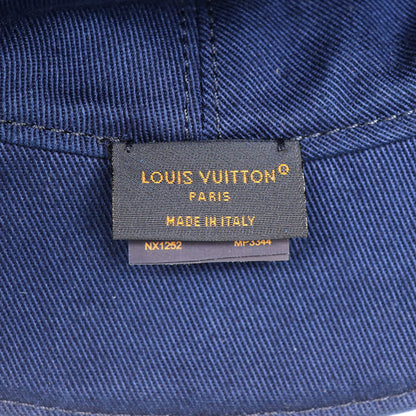 LOUIS VUITTON®
PARIS
MADE IN ITALY
NX1252 MP3344